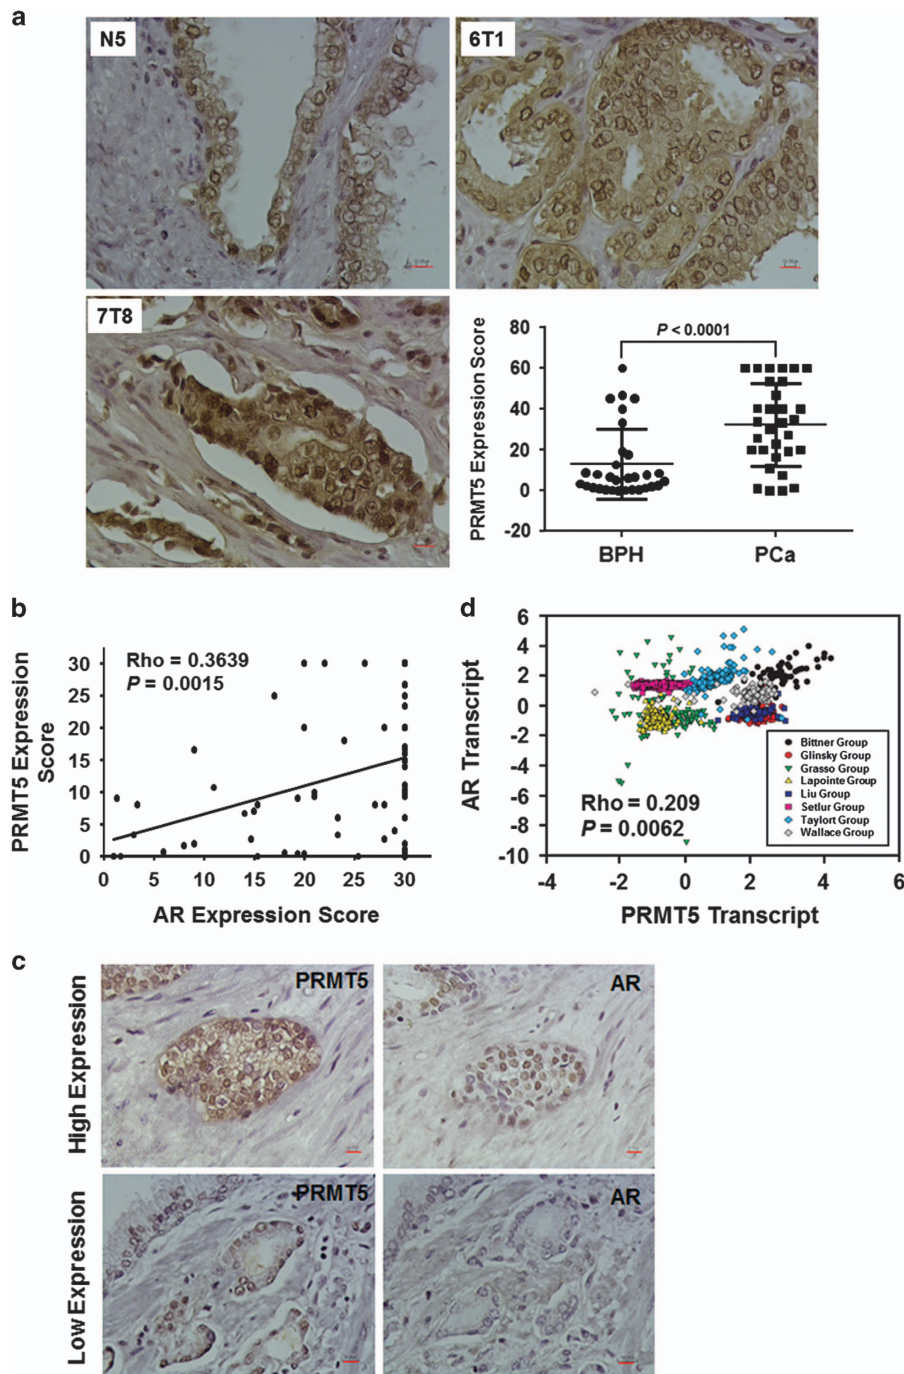 a
N5
6T1
7T8
PRMT5 Expression Score
80
60
40
20
0
-20
P < 0.0001
BPH
PCa
b
PRMT5 Expression
Score
30
25
20
15
10
5
0
Rho = 0.3639
P = 0.0015
0 5 10 15 20 25 30
AR Expression Score
d
AR Transcript
6
4
2
0
-2
-4
-6
-8
-10
Rho = 0.209
P = 0.0062
Bittner Group
Glinsky Group
Grasso Group
Lapointe Group
Liu Group
Setlur Group
Taylort Group
Wallace Group
-4 -2 0 2 4 6
PRMT5 Transcript
c
High Expression
PRMT5
AR
Low Expression
PRMT5
AR